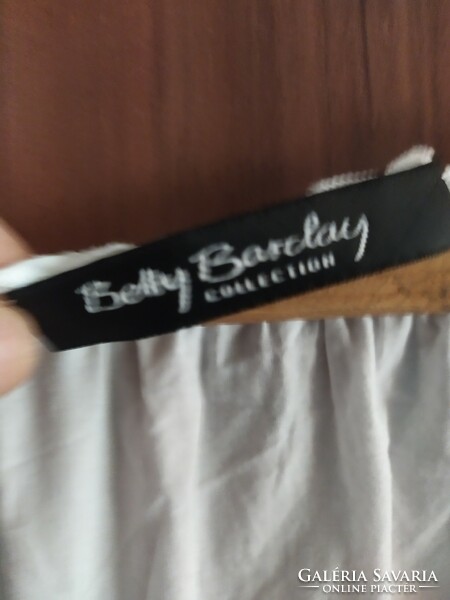 Betty Barclay
COLLECTION
GALÉRIA SAVARIA
ONLINE PIACTÉR